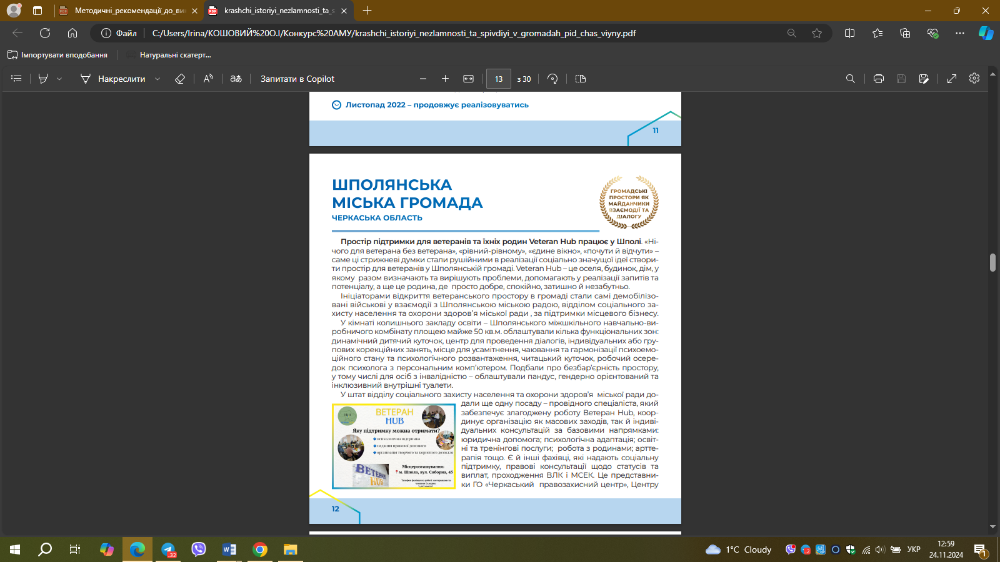 Методичні_рекомендації_до_ви
krashchi_istoriyi_nezlamnosti_ta_s
Файл
C:/Users/Irina/КОШОВИЙ%20О.І/Конкурс%20АМУ/krashchi_istoriyi_nezlamnosti_ta_spivdiyi_v_gromadah_pid_chas_viyny.pdf
Імпортувати вподобання
Натуральні скатерт...
Накреслити
Запитати в Copilot
13
з 30
Листопад 2022 – продовжує реалізовуватись
11
ШПОЛЯНСЬКА
МІСЬКА ГРОМАДА
ЧЕРКАСЬКА ОБЛАСТЬ
ГРОМАДСЬКІ
ПРОСТОРИ ЯК
МАЙДАНЧИКИ
ВЗАЄМОДІЇ ТА
ДІАЛОГУ
Простір підтримки для ветеранів та їхніх родин Veteran Hub працює у Шполі. «Ні-
чого для ветерана без ветерана», «рівний-рівному», «єдине вікно», «почути й відчути» –
саме ці стрижневі думки стали рушійними в реалізації соціально значущої ідеї створи-
ти простір для ветеранів у Шполянській громаді. Veteran Hub – це оселя, будинок, дім, у
якому разом визначають та вирішують проблеми, допомагають у реалізації запитів та
потенціалу, а ще це родина, де просто добре, спокійно, затишно й незабутньо.
Ініціаторами відкриття ветеранського простору в громаді стали самі демобілізо-
вані військові у взаємодії з Шполянською міською радою, відділом соціального за-
хисту населення та охорони здоров’я міської ради , за підтримки місцевого бізнесу.
У кімнаті колишнього закладу освіти – Шполянського міжшкільного навчально-ви-
робничого комбінату площею майже 50 кв.м. облаштували кілька функціональних зон:
динамічний дитячий куточок, центр для проведення діалогів, індивідуальних або гру-
пових корекційних занять, місце для усамітнення, чаювання та гармонізації психоемо-
ційного стану та психологічного розвантаження, читацький куточок, робочий осере-
док психолога з персональним комп’ютером. Подбали про безбар’єрність простору,
у тому числі для осіб з інвалідністю – облаштували пандус, гендерно орієнтований та
інклюзивний внутрішні туалети.
У штат відділу соціального захисту населення та охорони здоров’я міської ради до-
дали ще одну посаду – провідного спеціаліста, який
забезпечує злагоджену роботу Ветеран Hub, коор-
динує організацію як масових заходів, так й індиві-
дуальних консультацій за базовими напрямками:
юридична допомога; психологічна адаптація; освіт-
ні та тренінгові послуги; робота з родинами; артте-
рапія тощо. Є й інші фахівці, які надають соціальну
підтримку, правові консультації щодо статусів та
виплат, проходження ВЛК і МСЕК. Це представни-
ки ГО «Черкаський правозахисний центр», Центру
ВЕТЕРАН
HUB
Яку підтримку можна отримати?
психологічна підтримка
надання правової допомоги
організація творчого та корисного дозвілля
Місцерозташування:
м. Шпола, вул. Соборна, 45
ВЕТЕРАН
HUB
12
32
1°C Cloudy
2
УКР
12:59
24.11.2024
1